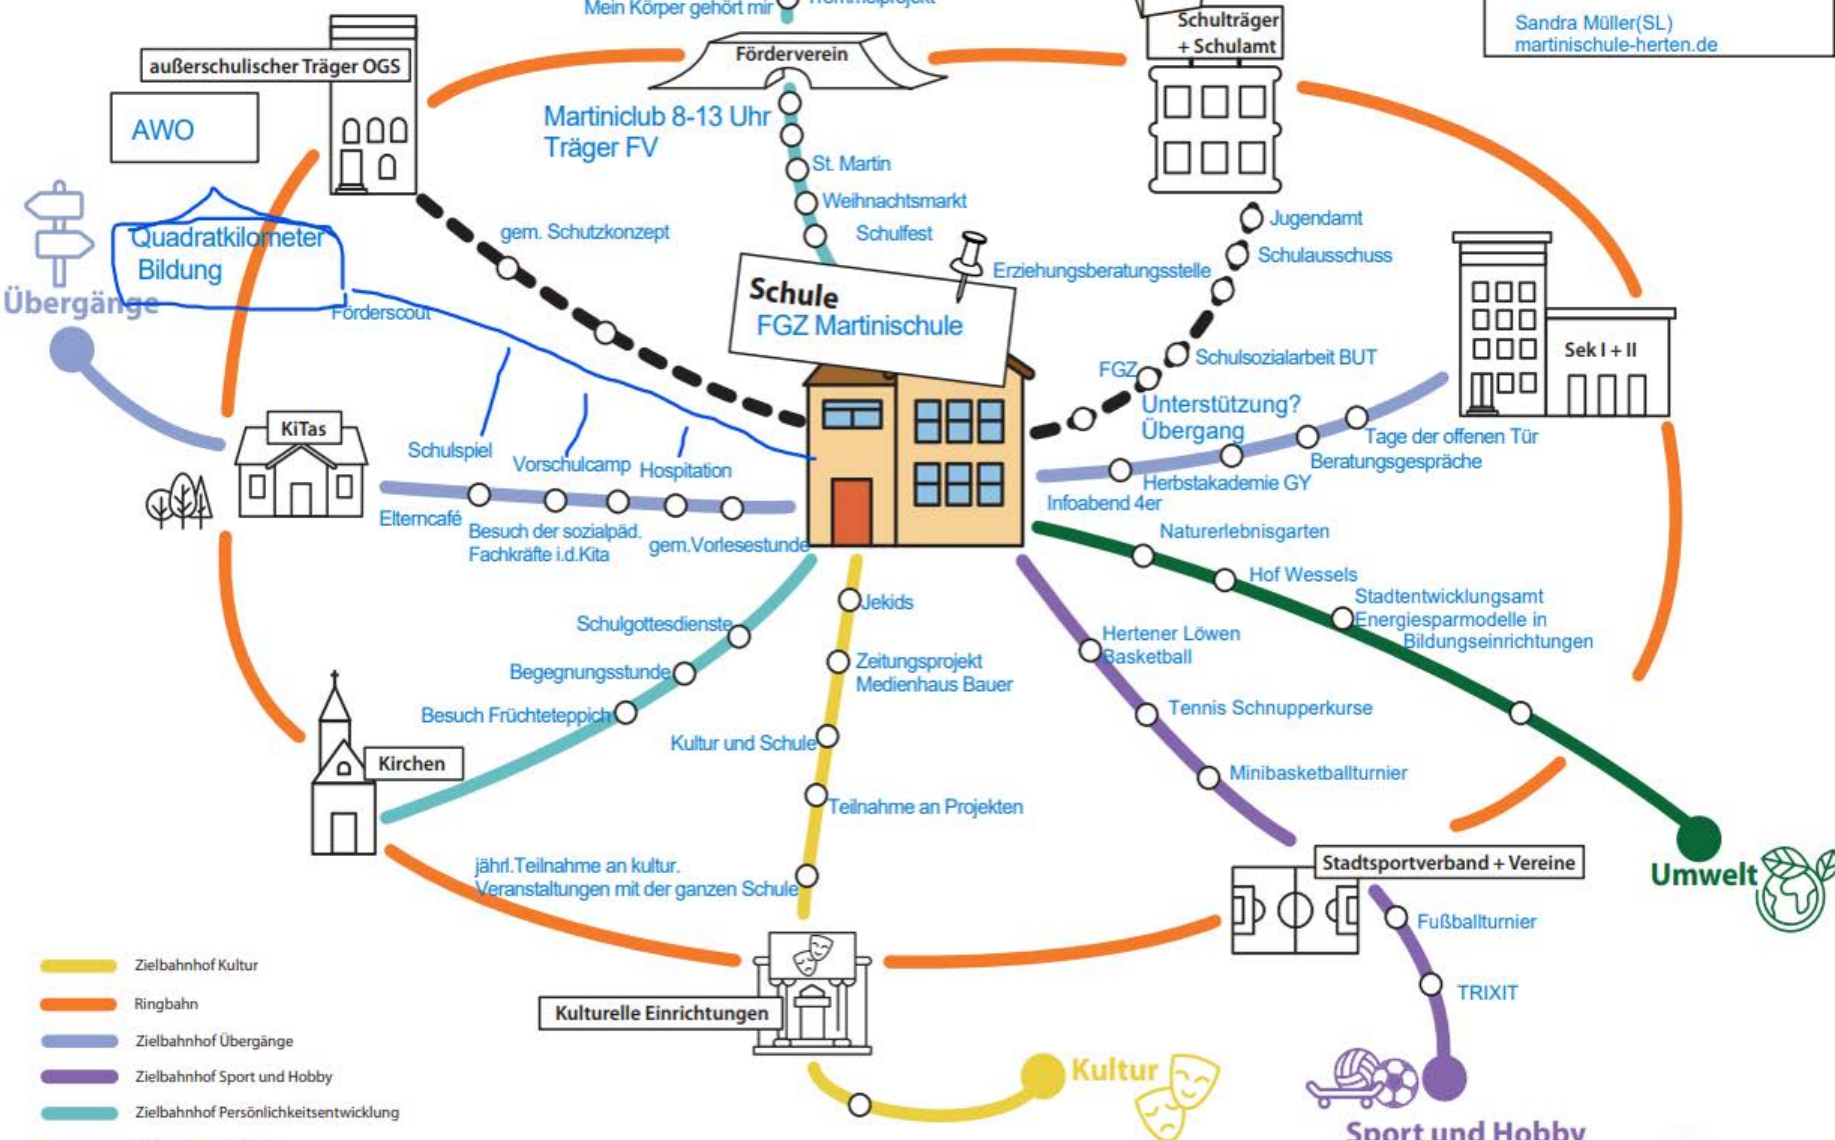 Mein Körper gehört mir
Trommelprojekt
Schulträger
+ Schulamt
Sandra Müller(SL)
martinischule-herten.de
außerschulischer Träger OGS
Förderverein
AWO
Martiniclub 8-13 Uhr
Träger FV
St. Martin
Weihnachtsmarkt
Schulfest
gem. Schutzkonzept
Jugendamt
Schulausschuss
Erziehungsberatungsstelle
Quadratkilometer
Bildung
Übergänge
Förderscout
Schule
FGZ Martinischule
Schulsozialarbeit BUT
FGZ
Sek I + II
Unterstützung?
Übergang
Tage der offenen Tür
Beratungsgespräche
Herbstakademie GY
Infoabend 4er
KiTas
Schulspiel
Vorschulcamp
Hospitation
Elterncafé
Besuch der sozialpäd.
Fachkräfte i.d.Kita
gem.Vorlesestunde
Naturerlebnisgarten
Hof Wessels
Stadtentwicklungsamt
Energiesparmodelle in
Bildungseinrichtungen
Jekids
Schulgottesdienste
Hertener Löwen
Basketball
Zeitungsprojekt
Medienhaus Bauer
Begegnungsstunde
Besuch Früchteteppich
Tennis Schnupperkurse
Kultur und Schule
Kirchen
Minibasketballturnier
Teilnahme an Projekten
jährl.Teilnahme an kultur.
Veranstaltungen mit der ganzen Schule
Stadtsportverband + Vereine
Umwelt
Fußballturnier
TRIXIT
Kulturelle Einrichtungen
Kultur
Sport und Hobby
Zielbahnhof Kultur
Ringbahn
Zielbahnhof Übergänge
Zielbahnhof Sport und Hobby
Zielbahnhof Persönlichkeitsentwicklung